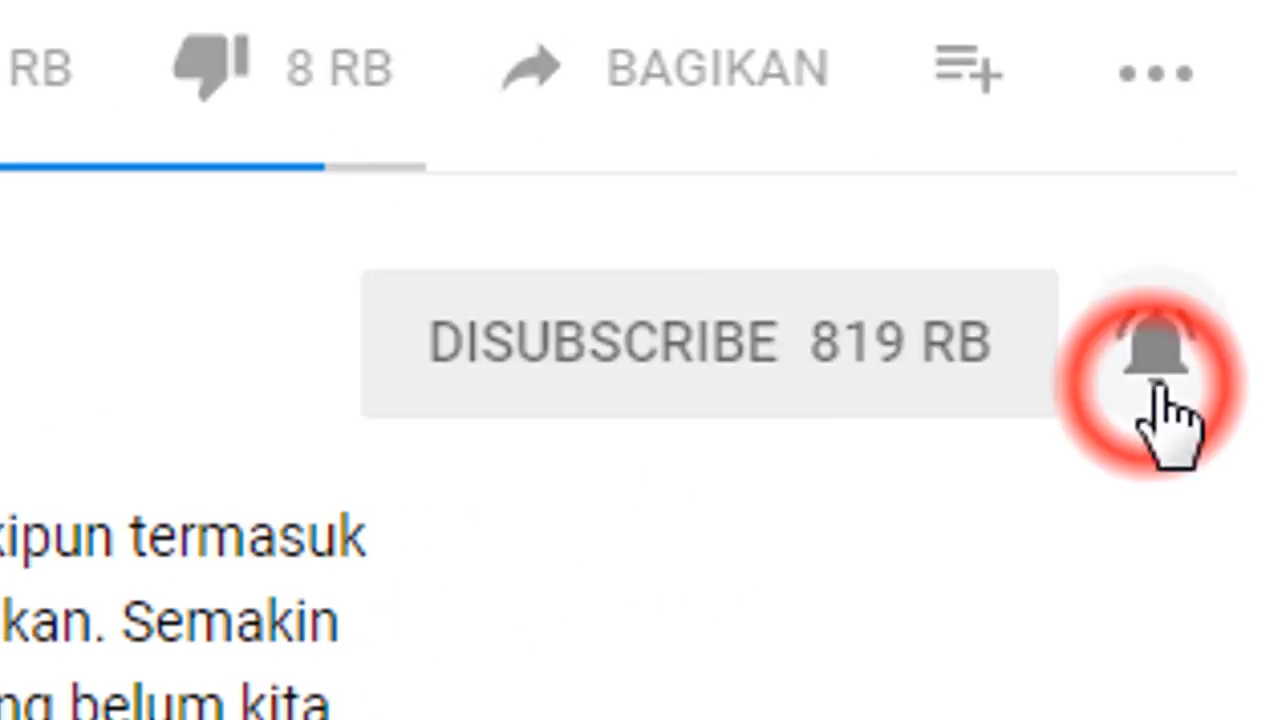 RB 8 RB BAGIKAN
DISUBSCRIBE 819 RB
kipun termasuk
kan. Semakin
ng belum kita